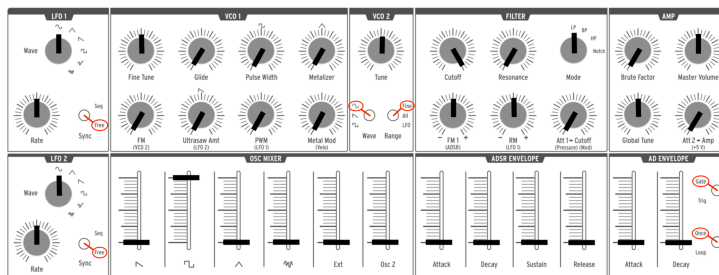 LFO 1
VCO 1
VCO 2
FILTER
AMP
Wave
LP
BP
HP
Notch
Fine Tune
Glide
Pulse Width
Metalizer
Tune
Cutoff
Resonance
Mode
Brute Factor
Master Volume
Seq
Free
Rate
Sync
FM
(VCO 2)
Ultrasaw Amt
(LFO 2)
PWM
(LFO 1)
Metal Mod
(Velo)
Fine
All
LFO
Wave
Range
− +
FM 1
(ADSR)
− +
RM
(LFO 1)
Att 1→ Cutoff
(Pressure) (Mod)
Global Tune
Att 2→ Amp
(+5 V)
LFO 2
OSC MIXER
ADSR ENVELOPE
AD ENVELOPE
Wave
Seq
Free
Rate
Sync
Ext
Osc 2
Attack
Decay
Sustain
Release
Attack
Decay
Gate
Trig
Once
Loop